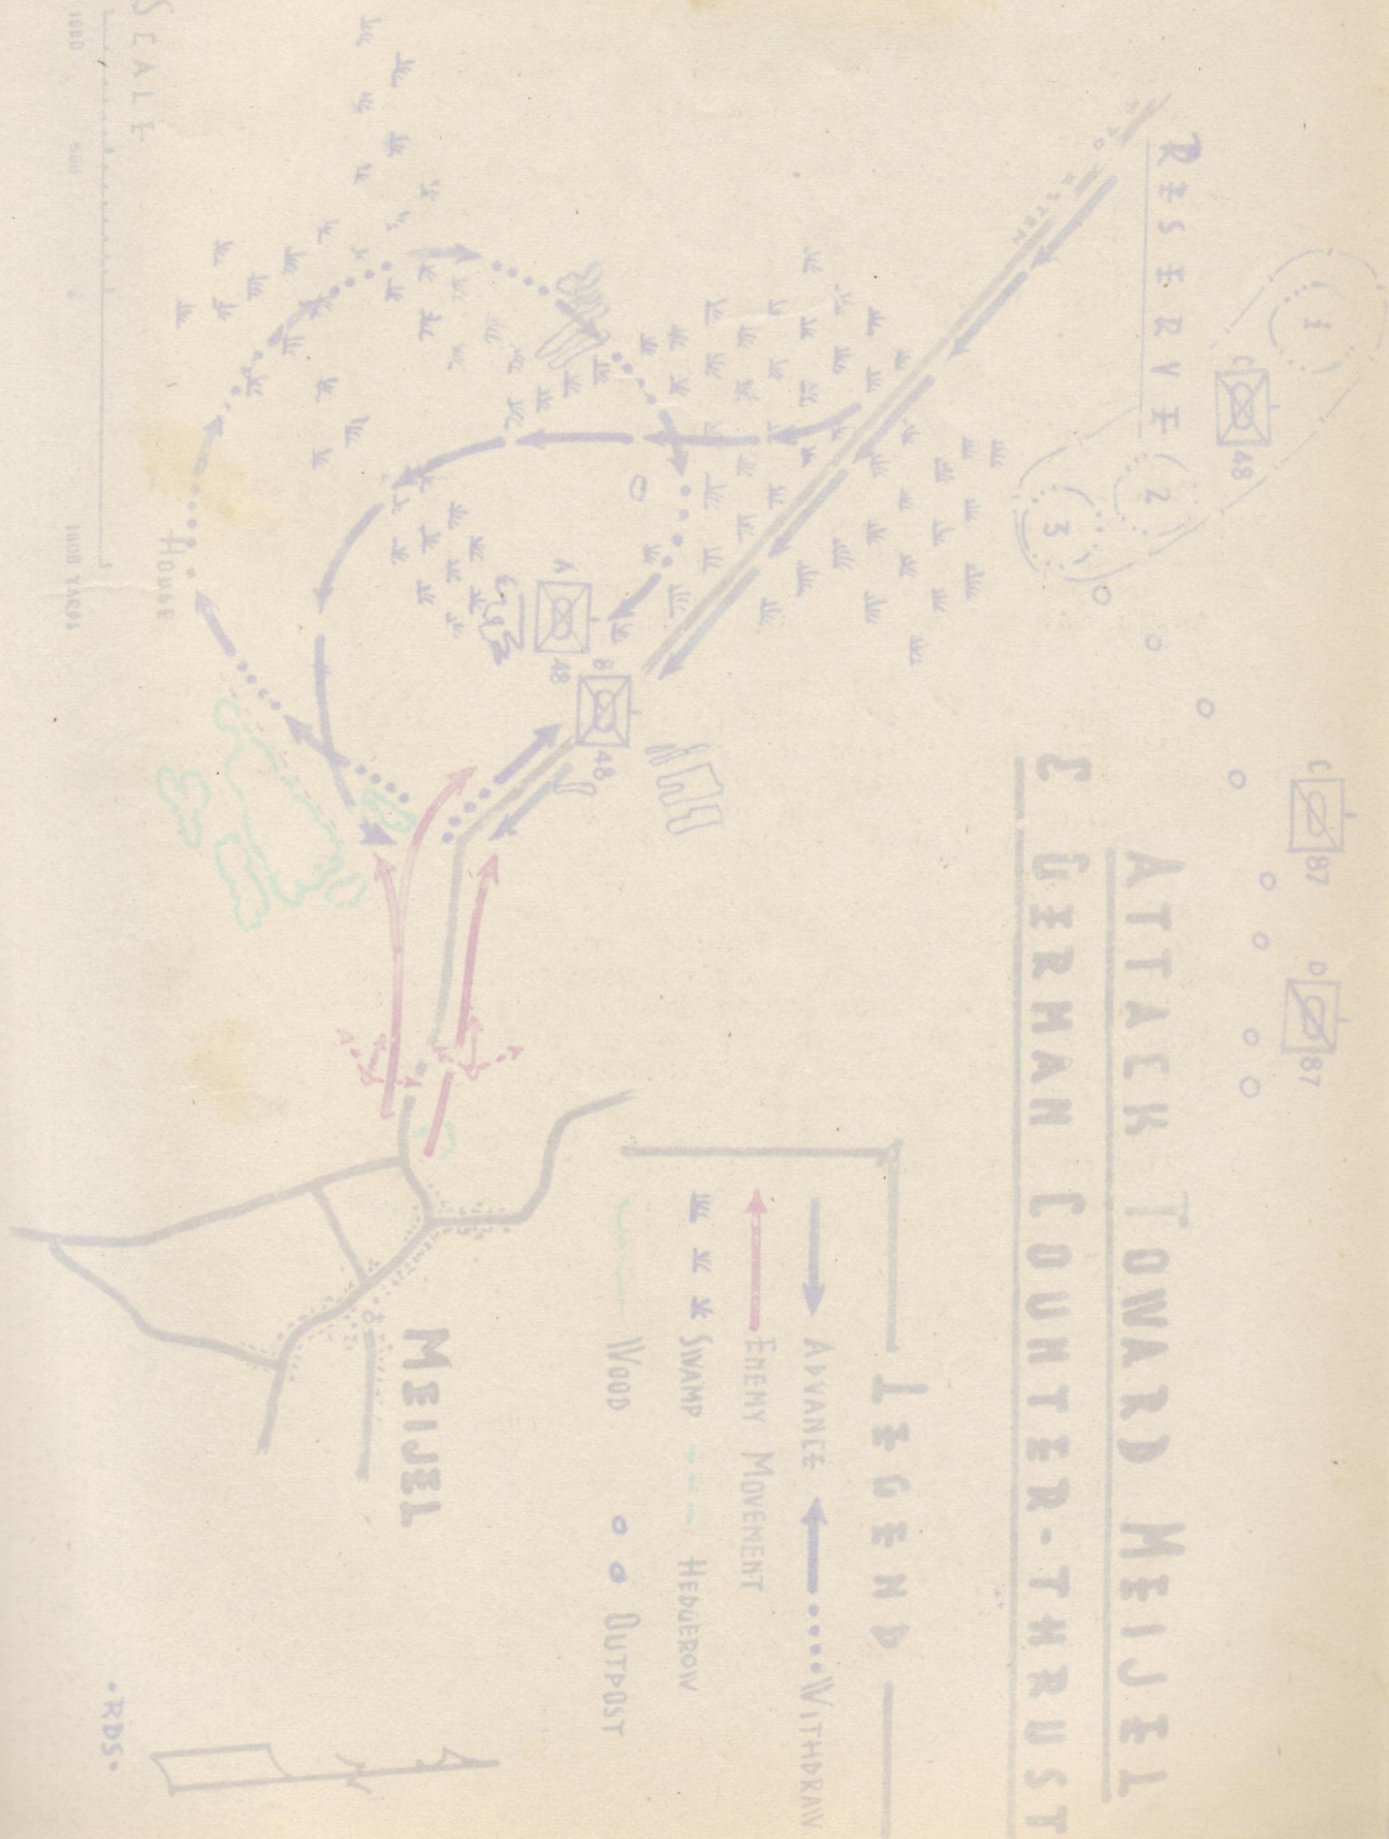 ATTACK TOWARD MEIJEL
& GERMAN COUNTER-THRUST
RESERVE
1
2
3
C 48
C 87
D 87
A 48
B 48
LEGEND
ADVANCE
WITHDRAW
ENEMY MOVEMENT
SWAMP
HEDGEROW
WOOD
OUTPOST
MEIJEL
HOUSE
SCALE
1000 500 0 1000 YARDS
•RDS•